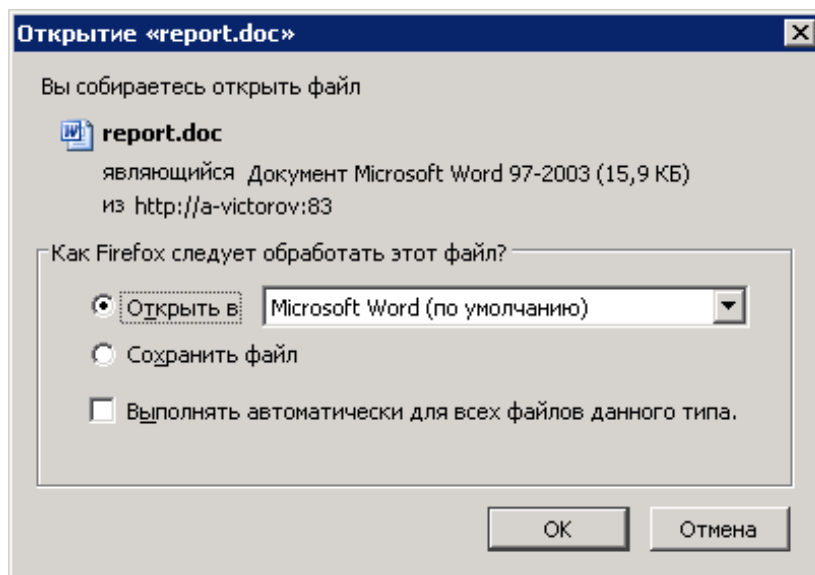 Открытие «report.doc»
Вы собираетесь открыть файл
report.doc
являющийся Документ Microsoft Word 97-2003 (15,9 КБ)
из http://a-victorov:83
Как Firefox следует обработать этот файл?
Открыть в Microsoft Word (по умолчанию)
Сохранить файл
Выполнять автоматически для всех файлов данного типа.
OK Отмена